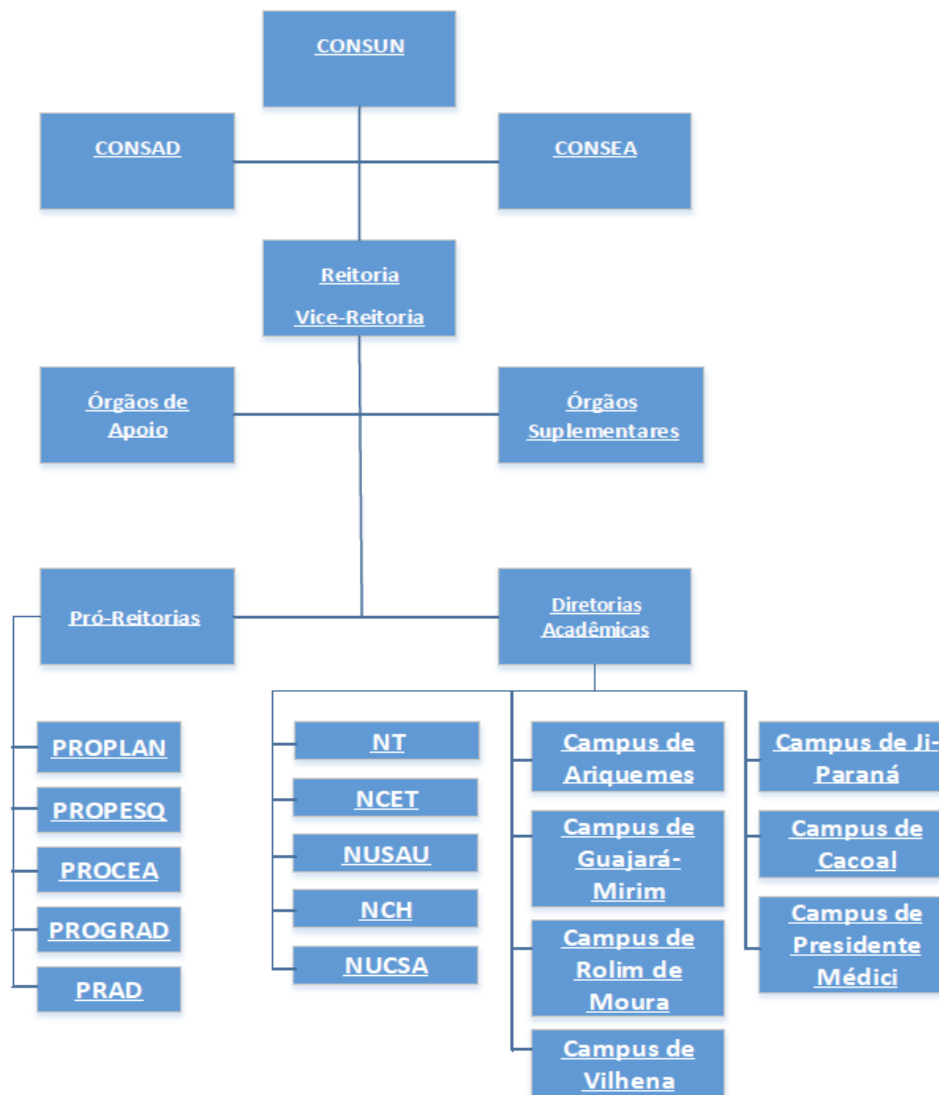 CONSUN
CONSAD
CONSEA
Reitoria
Vice-Reitoria
Órgãos de
Apoio
Órgãos
Suplementares
Pró-Reitorias
Diretorias
Acadêmicas
PROPLAN
PROPESQ
PROCEA
PROGRAD
PRAD
NT
NCET
NUSAU
NCH
NUCSA
Campus de
Ariquemes
Campus de
Guajará-
Mirim
Campus de
Rolim de
Moura
Campus de
Vilhena
Campus de Ji-
Paraná
Campus de
Cacoal
Campus de
Presidente
Médici